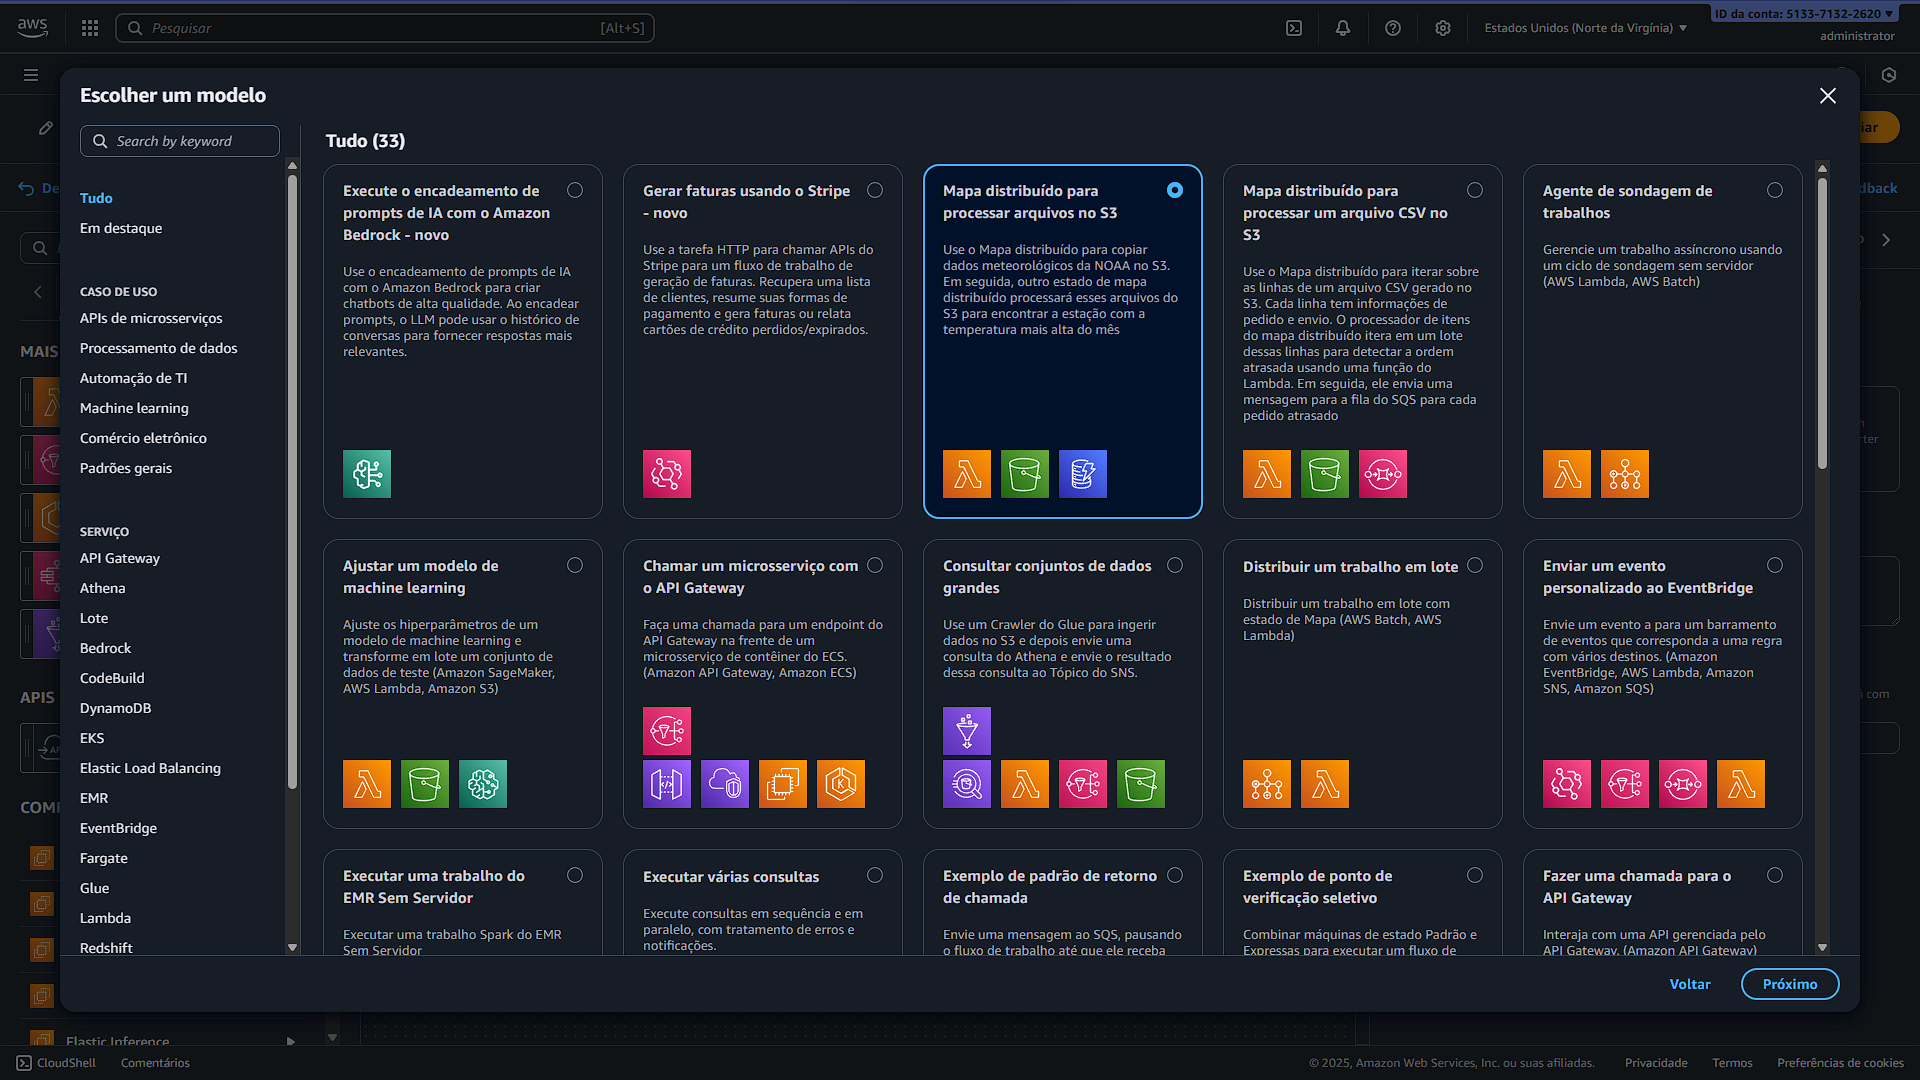 aws
Pesquisar
[Alt+S]
Estados Unidos (Norte da Virgínia)
ID da conta: 5133-7132-2620
administrator
Escolher um modelo
Search by keyword
Tudo
Em destaque
CASO DE USO
APIs de microsserviços
Processamento de dados
Automação de TI
Machine learning
Comércio eletrônico
Padrões gerais
SERVIÇO
API Gateway
Athena
Lote
Bedrock
CodeBuild
DynamoDB
EKS
Elastic Load Balancing
EMR
EventBridge
Fargate
Glue
Lambda
Redshift
Tudo (33)
Execute o encadeamento de
prompts de IA com o Amazon
Bedrock - novo
Use o encadeamento de prompts de IA
com o Amazon Bedrock para criar
chatbots de alta qualidade. Ao encadear
prompts, o LLM pode usar o histórico de
conversas para fornecer respostas mais
relevantes.
Gerar faturas usando o Stripe
- novo
Use a tarefa HTTP para chamar APIs do
Stripe para um fluxo de trabalho de
geração de faturas. Recupera uma lista
de clientes, resume suas formas de
pagamento e gera faturas ou relata
cartões de crédito perdidos/expirados.
Mapa distribuído para
processar arquivos no S3
Use o Mapa distribuído para copiar
dados meteorológicos da NOAA no S3.
Em seguida, outro estado de mapa
distribuído processará esses arquivos do
S3 para encontrar a estação com a
temperatura mais alta do mês
Mapa distribuído para
processar um arquivo CSV no
S3
Use o Mapa distribuído para iterar sobre
as linhas de um arquivo CSV gerado no
S3. Cada linha tem informações de
pedido e envio. O processador de itens
do mapa distribuído itera em um lote
dessas linhas para detectar a ordem
atrasada usando uma função do
Lambda. Em seguida, ele envia uma
mensagem para a fila do SQS para cada
pedido atrasado
Agente de sondagem de
trabalhos
Gerencie um trabalho assíncrono usando
um ciclo de sondagem sem servidor
(AWS Lambda, AWS Batch)
Ajustar um modelo de
machine learning
Ajuste os hiperparâmetros de um
modelo de machine learning e
transforme em lote um conjunto de
dados de teste (Amazon SageMaker,
AWS Lambda, Amazon S3)
Chamar um microsserviço com
o API Gateway
Faça uma chamada para um endpoint do
API Gateway na frente de um
microsserviço de contêiner do ECS.
(Amazon API Gateway, Amazon ECS)
Consultar conjuntos de dados
grandes
Use um Crawler do Glue para ingerir
dados no S3 e depois envie uma
consulta do Athena e envie o resultado
dessa consulta ao Tópico do SNS.
Distribuir um trabalho em lote
Distribuir um trabalho em lote com
estado de Mapa (AWS Batch, AWS
Lambda)
Enviar um evento
personalizado ao EventBridge
Envie um evento a para um barramento
de eventos que corresponda a uma regra
com vários destinos. (Amazon
EventBridge, AWS Lambda, Amazon
SNS, Amazon SQS)
Executar uma trabalho do
EMR Sem Servidor
Executar uma trabalho Spark do EMR
Sem Servidor
Executar várias consultas
Execute consultas em sequência e em
paralelo, com tratamento de erros e
notificações.
Exemplo de padrão de retorno
de chamada
Envie uma mensagem ao SQS, pausando
o fluxo de trabalho até que ele receba
Exemplo de ponto de
verificação seletivo
Combinar máquinas de estado Padrão e
Expressas para executar um fluxo de
Fazer uma chamada para o
API Gateway
Interaja com uma API gerenciada pelo
API Gateway. (Amazon API Gateway)
Voltar
Próximo
De
MAIS
APIS
API
COMP
iar
dback
rter
com
Elastic Inference
CloudShell
Comentários
© 2025, Amazon Web Services, Inc. ou suas afiliadas.
Privacidade
Termos
Preferências de cookies